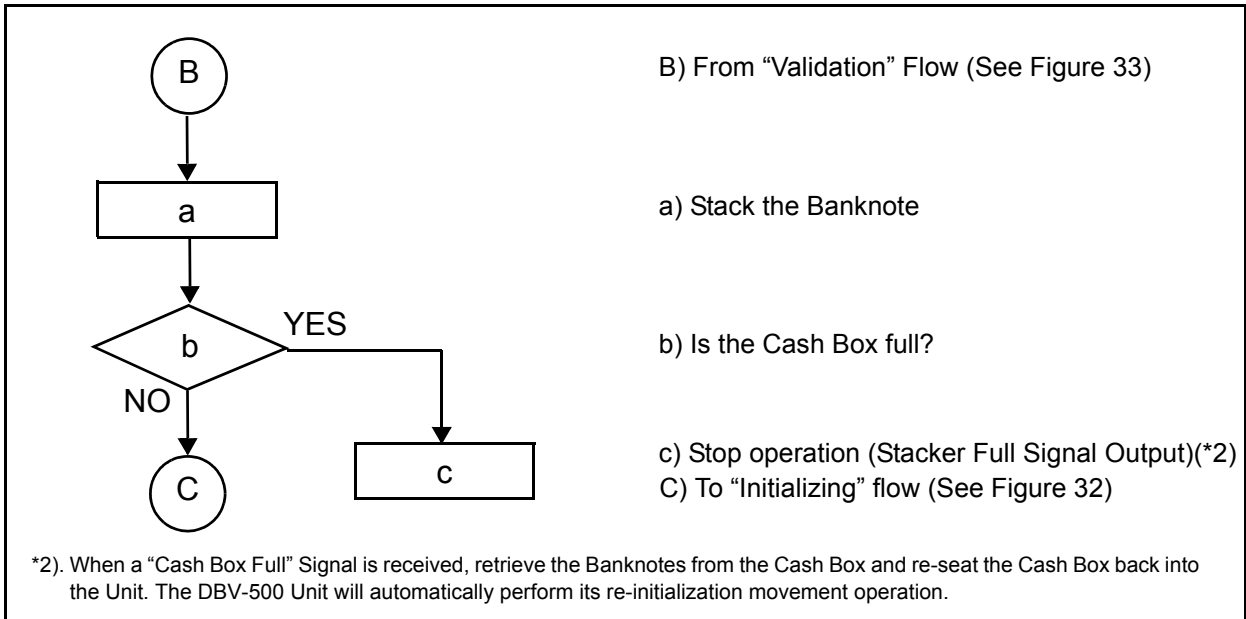 B
B) From “Validation” Flow (See Figure 33)
a
a) Stack the Banknote
b
YES
b) Is the Cash Box full?
NO
C
c
c) Stop operation (Stacker Full Signal Output)(*2)
C) To “Initializing” flow (See Figure 32)
*2). When a “Cash Box Full” Signal is received, retrieve the Banknotes from the Cash Box and re-seat the Cash Box back into
the Unit. The DBV-500 Unit will automatically perform its re-initialization movement operation.